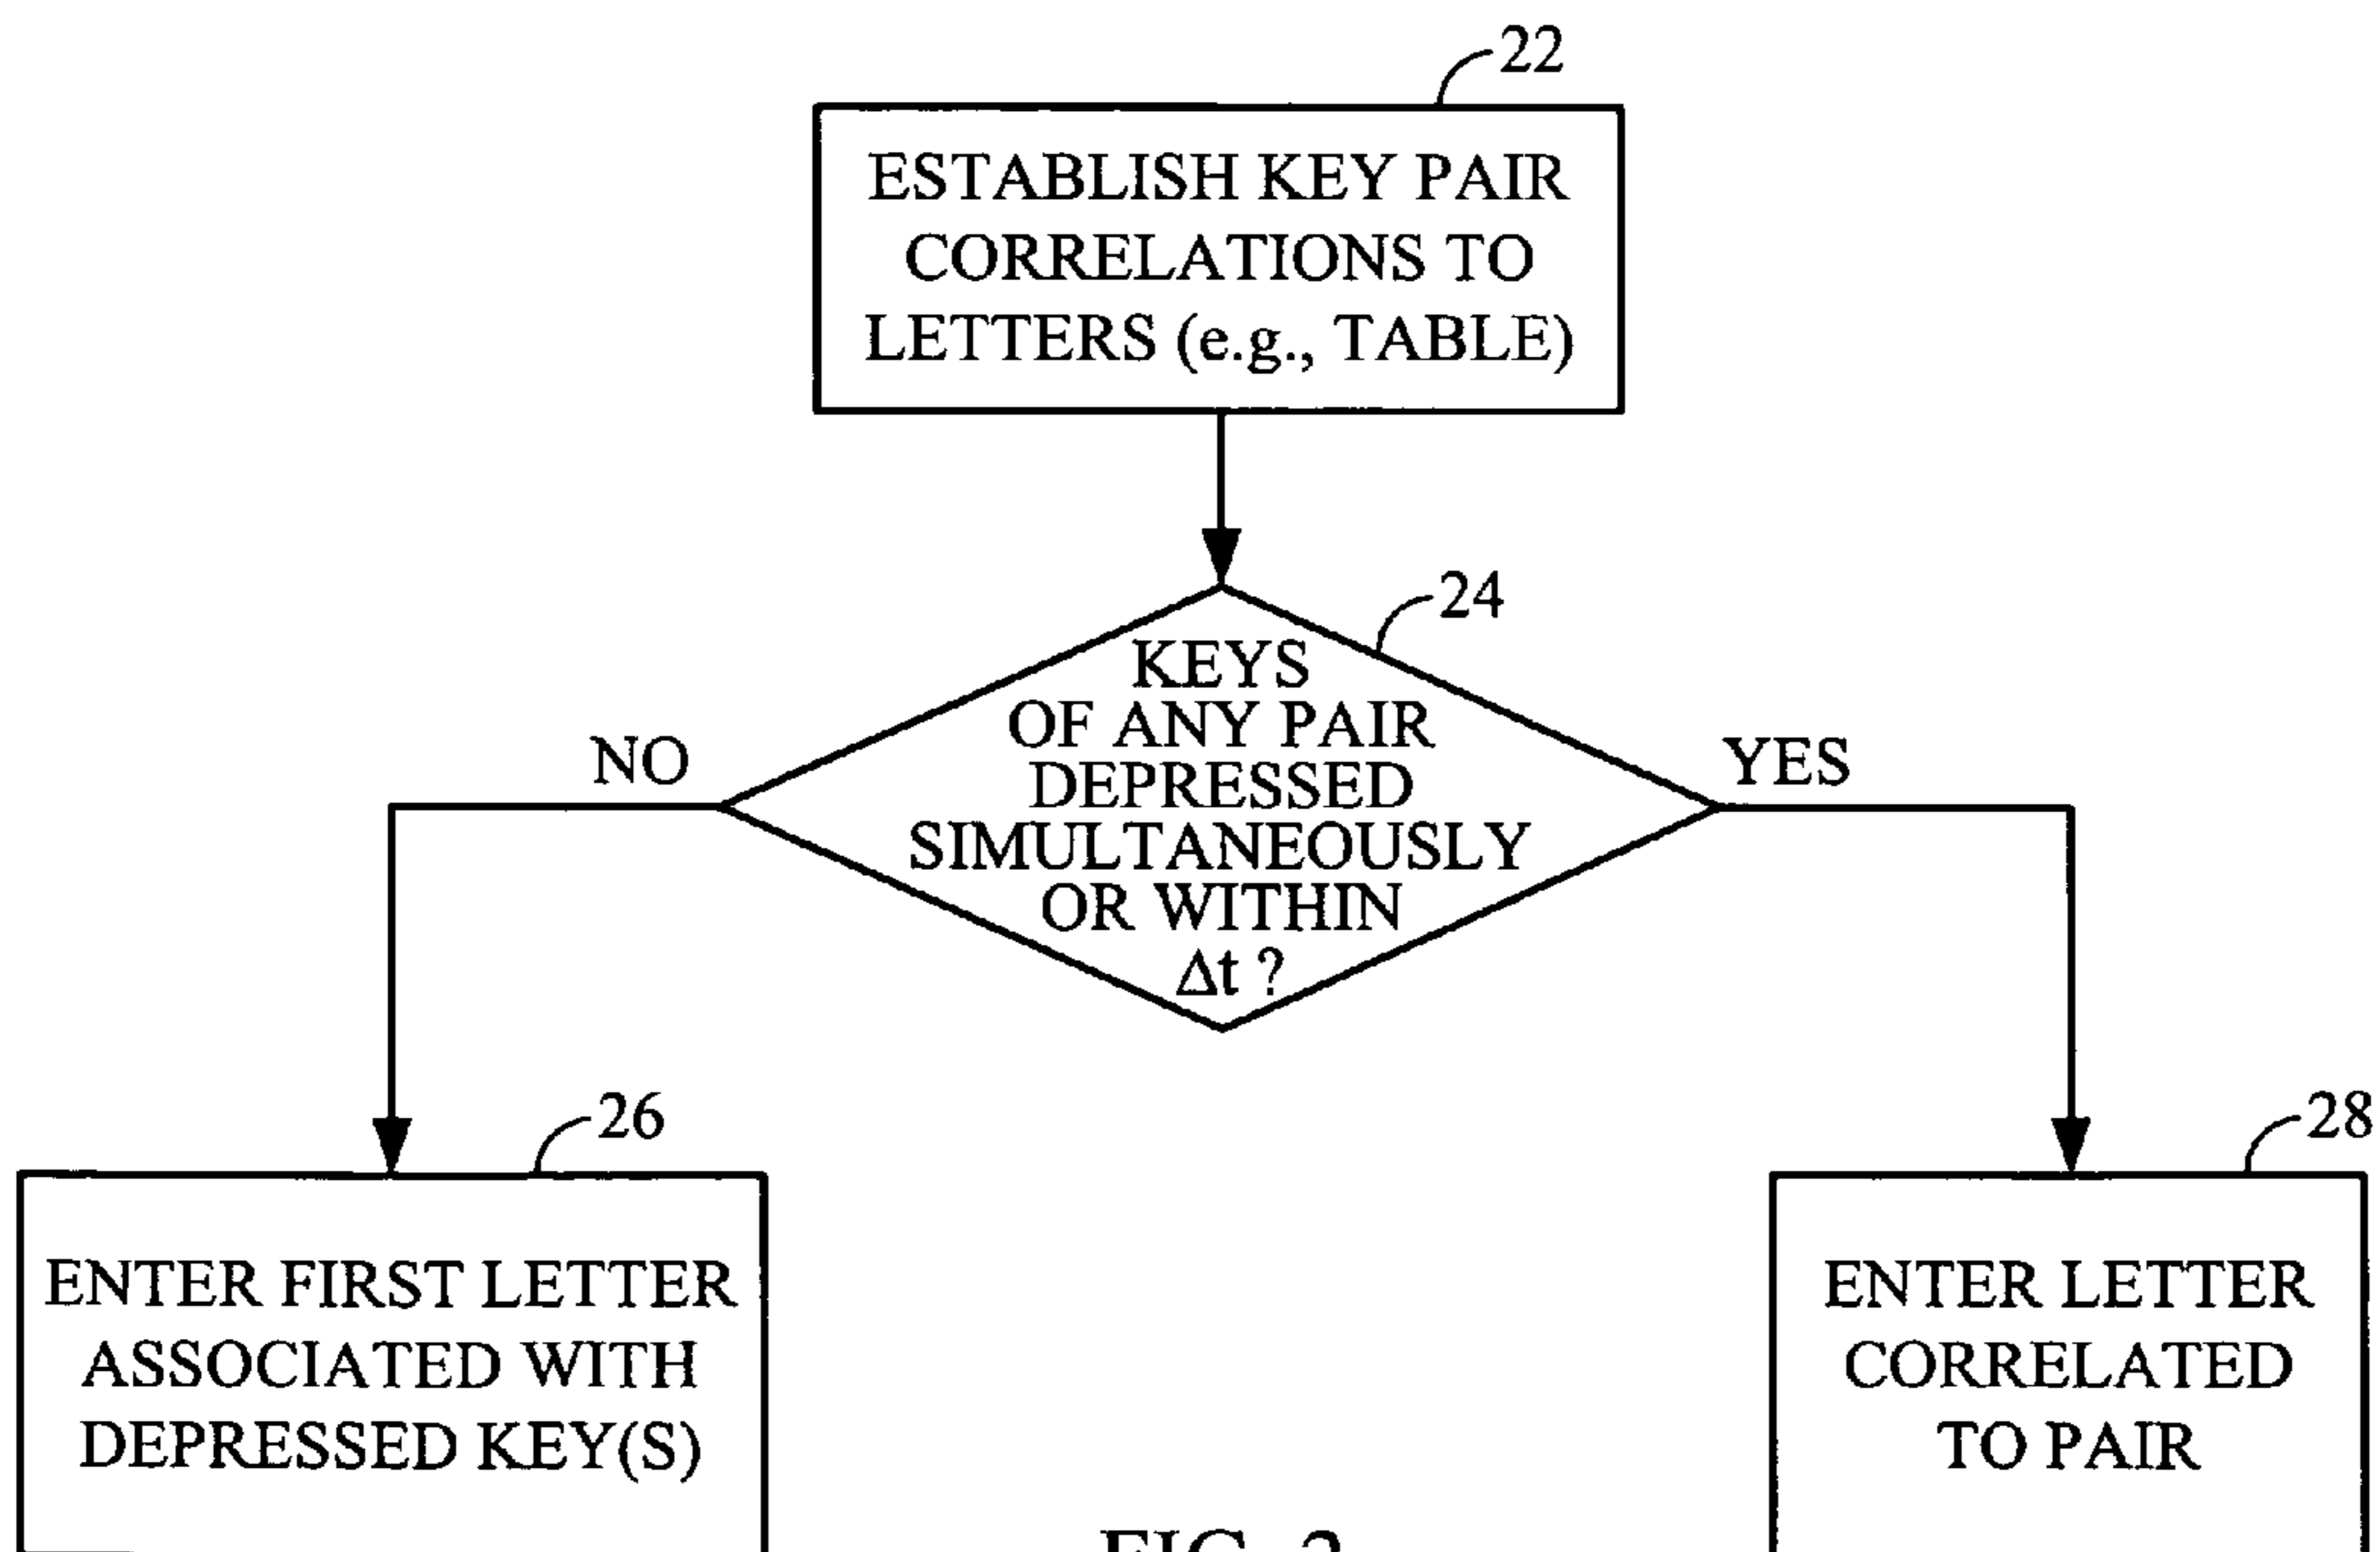 22
ESTABLISH KEY PAIR
CORRELATIONS TO
LETTERS (e.g., TABLE)
24
KEYS
OF ANY PAIR
DEPRESSED
SIMULTANEOUSLY
OR WITHIN
Δt ?
NO
YES
26
ENTER FIRST LETTER
ASSOCIATED WITH
DEPRESSED KEY(S)
28
ENTER LETTER
CORRELATED
TO PAIR
FIG.